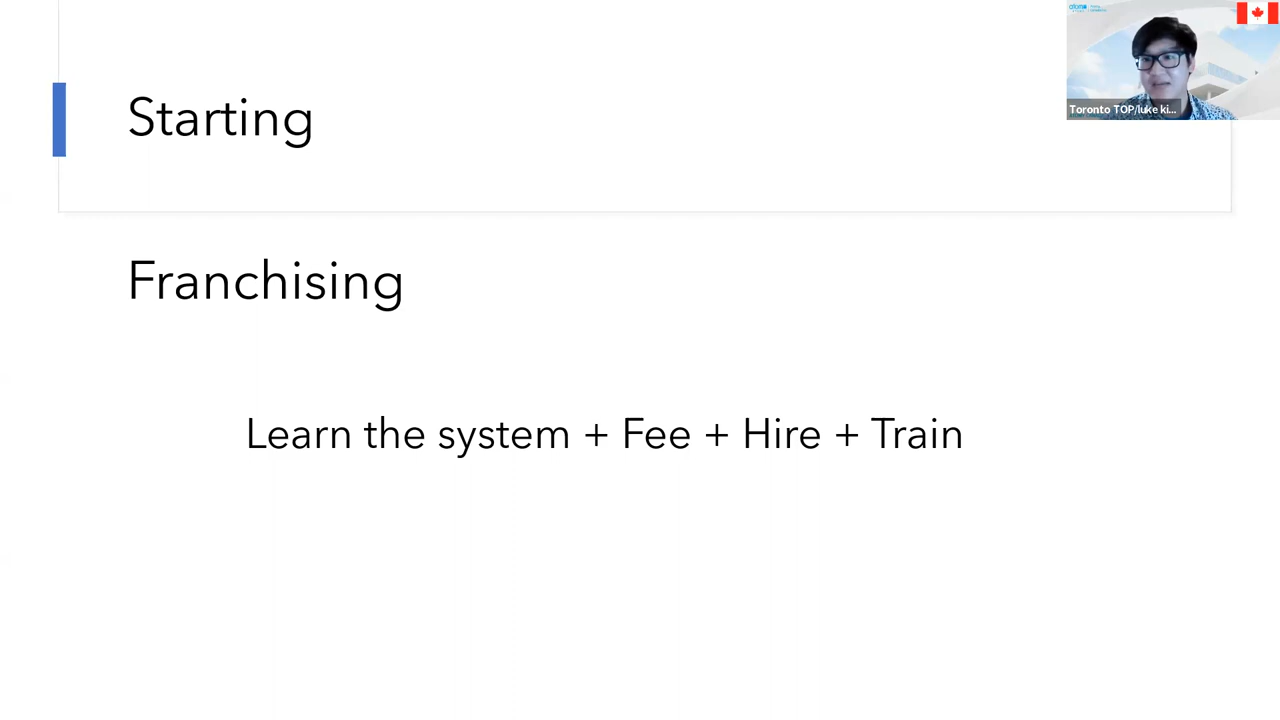 Starting
Toronto TOP/luke ki...
Franchising
Learn the system + Fee + Hire + Train